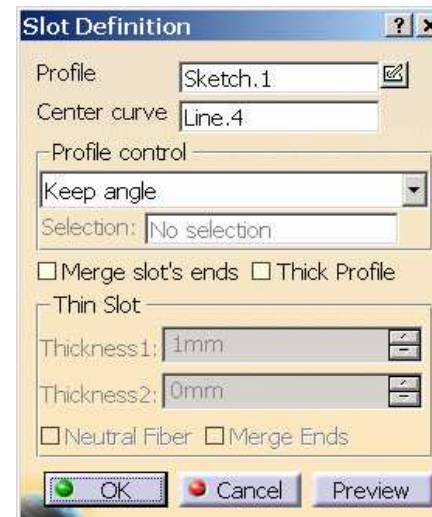 Slot Definition ? x
Profile Sketch.1
Center curve Line.4
Profile control
Keep angle
Selection: No selection
Merge slot's ends Thick Profile
Thin Slot
Thickness1: 1mm
Thickness2: 0mm
Neutral Fiber Merge Ends
OK Cancel Preview